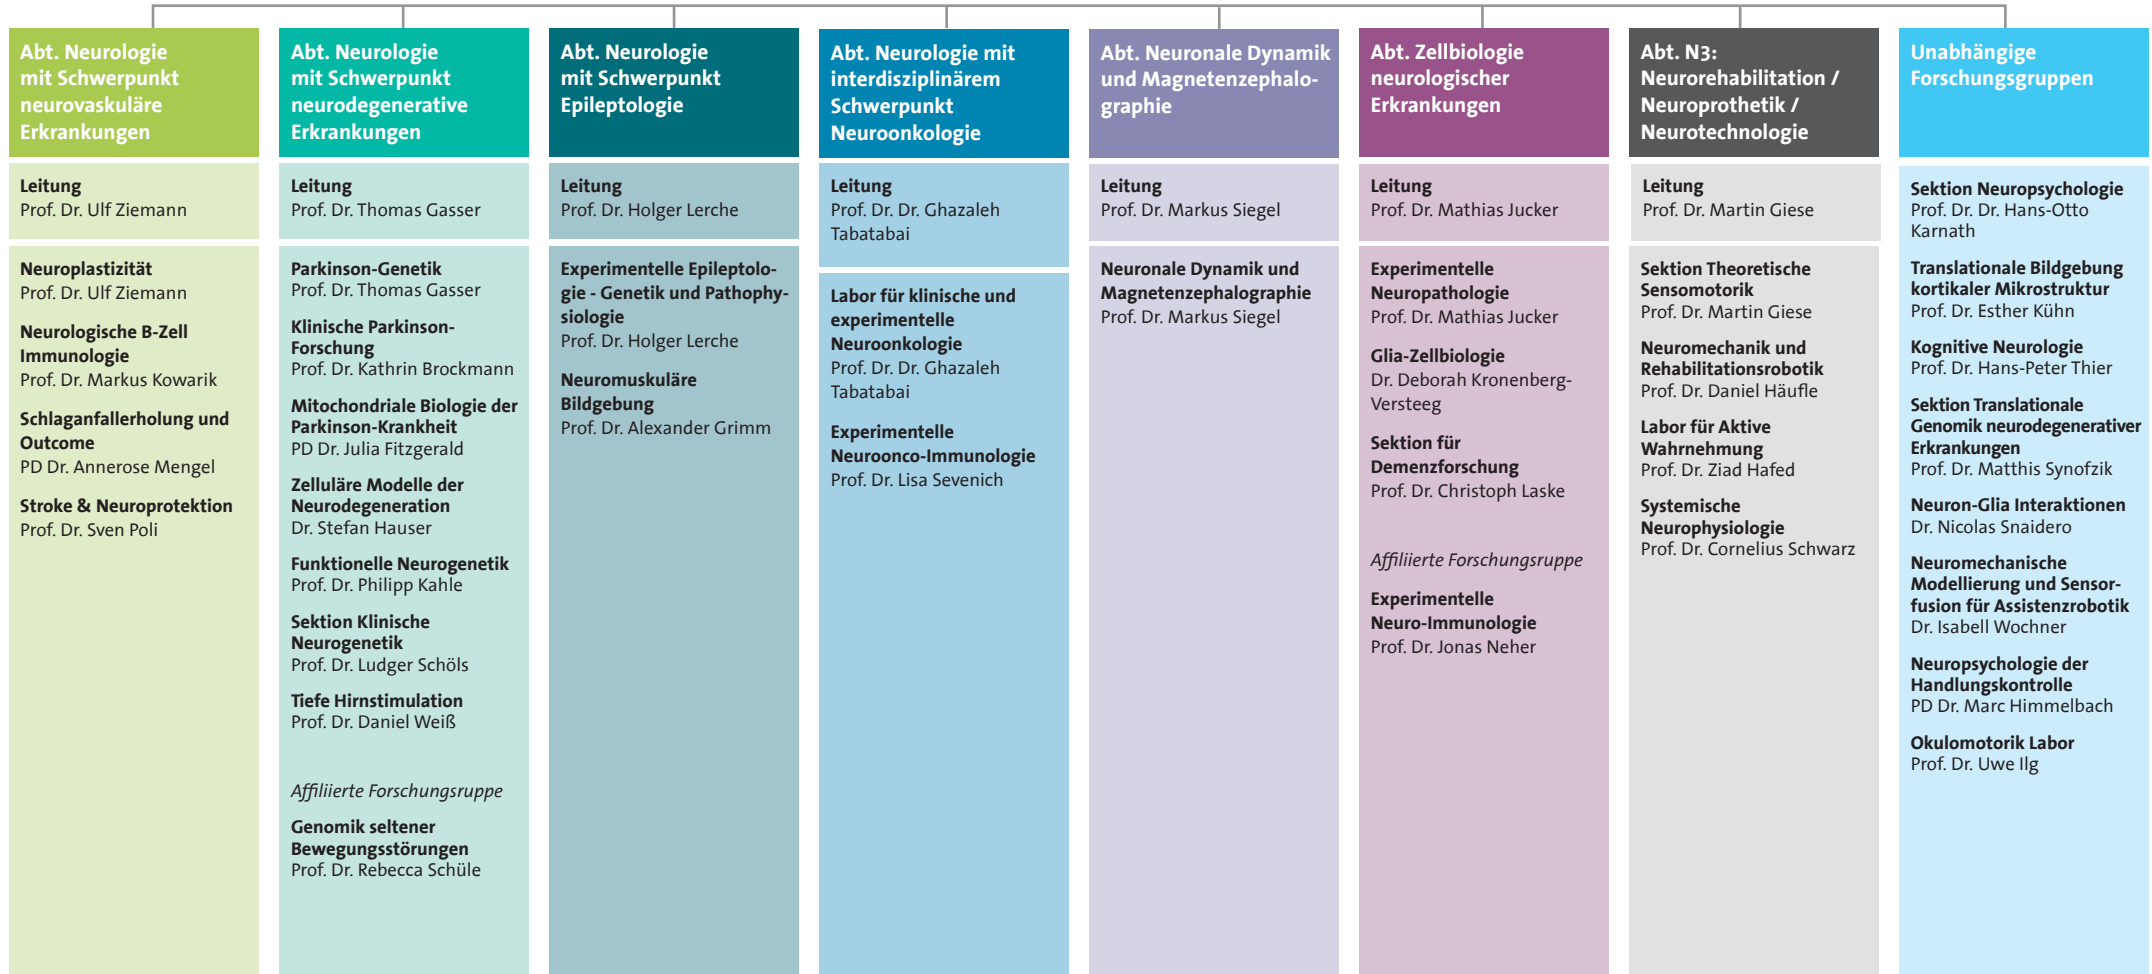 Abt. Neurologie
mit Schwerpunkt
neurovaskuläre
Erkrankungen
Leitung
Prof. Dr. Ulf Ziemann
Neuroplastizität
Prof. Dr. Ulf Ziemann
Neurologische B-Zell
Immunologie
Prof. Dr. Markus Kowarik
Schlaganfallerholung und
Outcome
PD Dr. Annerose Mengel
Stroke & Neuroprotektion
Prof. Dr. Sven Poli
Abt. Neurologie
mit Schwerpunkt
neurodegenerative
Erkrankungen
Leitung
Prof. Dr. Thomas Gasser
Parkinson-Genetik
Prof. Dr. Thomas Gasser
Klinische Parkinson-
Forschung
Prof. Dr. Kathrin Brockmann
Mitochondriale Biologie der
Parkinson-Krankheit
PD Dr. Julia Fitzgerald
Zelluläre Modelle der
Neurodegeneration
Dr. Stefan Hauser
Funktionelle Neurogenetik
Prof. Dr. Philipp Kahle
Sektion Klinische
Neurogenetik
Prof. Dr. Ludger Schöls
Tiefe Hirnstimulation
Prof. Dr. Daniel Weiß
Affiliierte Forschungsruppe
Genomik seltener
Bewegungsstörungen
Prof. Dr. Rebecca Schüle
Abt. Neurologie
mit Schwerpunkt
Epileptologie
Leitung
Prof. Dr. Holger Lerche
Experimentelle Epileptolo-
gie - Genetik und Pathophy-
siologie
Prof. Dr. Holger Lerche
Neuromuskuläre
Bildgebung
Prof. Dr. Alexander Grimm
Abt. Neurologie mit
interdisziplinärem
Schwerpunkt
Neuroonkologie
Leitung
Prof. Dr. Dr. Ghazaleh
Tabatabai
Labor für klinische und
experimentelle
Neuroonkologie
Prof. Dr. Dr. Ghazaleh
Tabatabai
Experimentelle
Neuroonco-Immunologie
Prof. Dr. Lisa Sevenich
Abt. Neuronale Dynamik
und Magnetenzephalo-
graphie
Leitung
Prof. Dr. Markus Siegel
Neuronale Dynamik und
Magnetenzephalographie
Prof. Dr. Markus Siegel
Abt. Zellbiologie
neurologischer
Erkrankungen
Leitung
Prof. Dr. Mathias Jucker
Experimentelle
Neuropathologie
Prof. Dr. Mathias Jucker
Glia-Zellbiologie
Dr. Deborah Kronenberg-
Versteeg
Sektion für
Demenzforschung
Prof. Dr. Christoph Laske
Affiliierte Forschungsruppe
Experimentelle
Neuro-Immunologie
Prof. Dr. Jonas Neher
Abt. N3:
Neurorehabilitation /
Neuroprothetik /
Neurotechnologie
Leitung
Prof. Dr. Martin Giese
Sektion Theoretische
Sensomotorik
Prof. Dr. Martin Giese
Neuromechanik und
Rehabilitationsrobotik
Prof. Dr. Daniel Häufle
Labor für Aktive
Wahrnehmung
Prof. Dr. Ziad Hafed
Systemische
Neurophysiologie
Prof. Dr. Cornelius Schwarz
Unabhängige
Forschungsgruppen
Sektion Neuropsychologie
Prof. Dr. Dr. Hans-Otto
Karnath
Translationale Bildgebung
kortikaler Mikrostruktur
Prof. Dr. Esther Kühn
Kognitive Neurologie
Prof. Dr. Hans-Peter Thier
Sektion Translationale
Genomik neurodegenerativer
Erkrankungen
Prof. Dr. Matthis Synofzik
Neuron-Glia Interaktionen
Dr. Nicolas Snaidero
Neuromechanische
Modellierung und Sensor-
fusion für Assistenzrobotik
Dr. Isabell Wochner
Neuropsychologie der
Handlungskontrolle
PD Dr. Marc Himmelbach
Okulomotorik Labor
Prof. Dr. Uwe Ilg